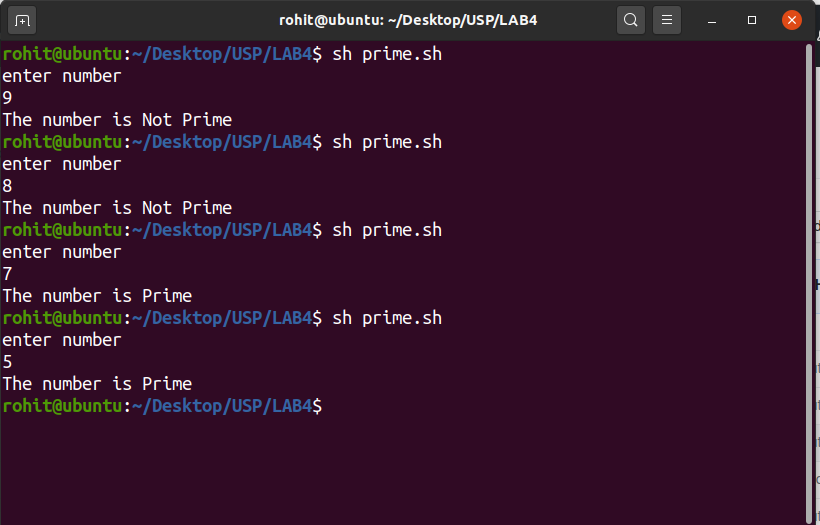 rohit@ubuntu: ~/Desktop/USP/LAB4
rohit@ubuntu:~/Desktop/USP/LAB4$ sh prime.sh
enter number
9
The number is Not Prime
rohit@ubuntu:~/Desktop/USP/LAB4$ sh prime.sh
enter number
8
The number is Not Prime
rohit@ubuntu:~/Desktop/USP/LAB4$ sh prime.sh
enter number
7
The number is Prime
rohit@ubuntu:~/Desktop/USP/LAB4$ sh prime.sh
enter number
5
The number is Prime
rohit@ubuntu:~/Desktop/USP/LAB4$